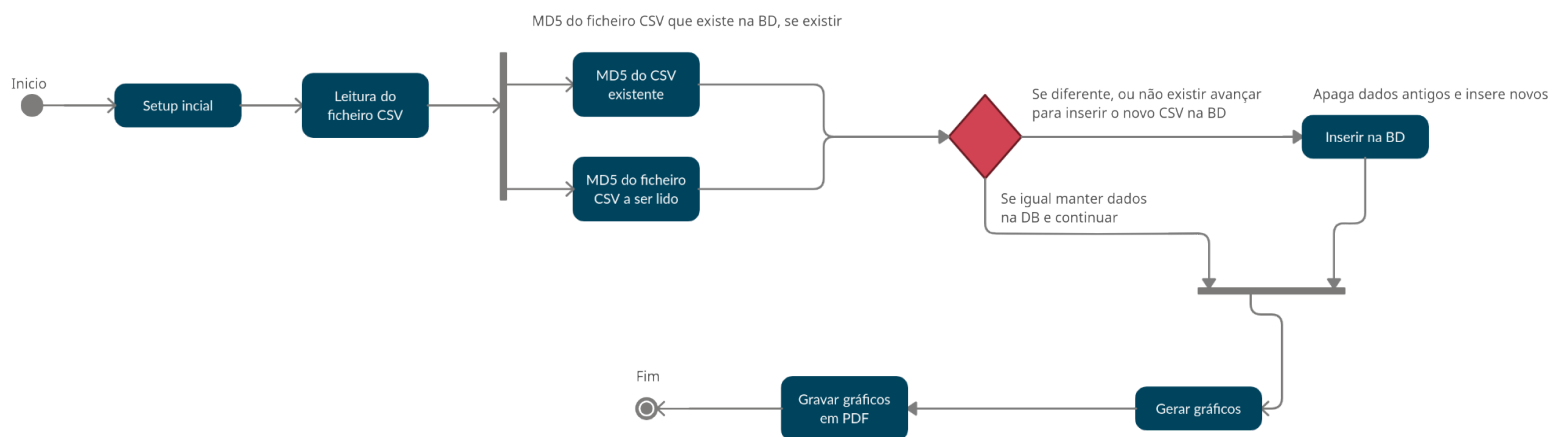 MD5 do ficheiro CSV que existe na BD, se existir
Inicio
Setup incial
Leitura do
ficheiro CSV
MD5 do CSV
existente
MD5 do ficheiro
CSV a ser lido
Se diferente, ou não existir avançar
para inserir o novo CSV na BD
Apaga dados antigos e insere novos
Inserir na BD
Se igual manter dados
na DB e continuar
Gerar gráficos
Gravar gráficos
em PDF
Fim